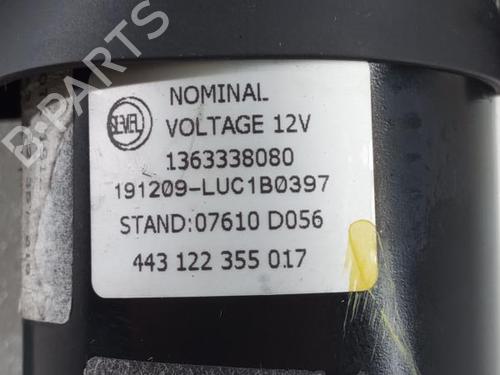 B-PARTS
SEVEL
NOMINAL
VOLTAGE 12V
1363338080
191209-LUC1B0397
STAND:07610 D056
443 122 355 017